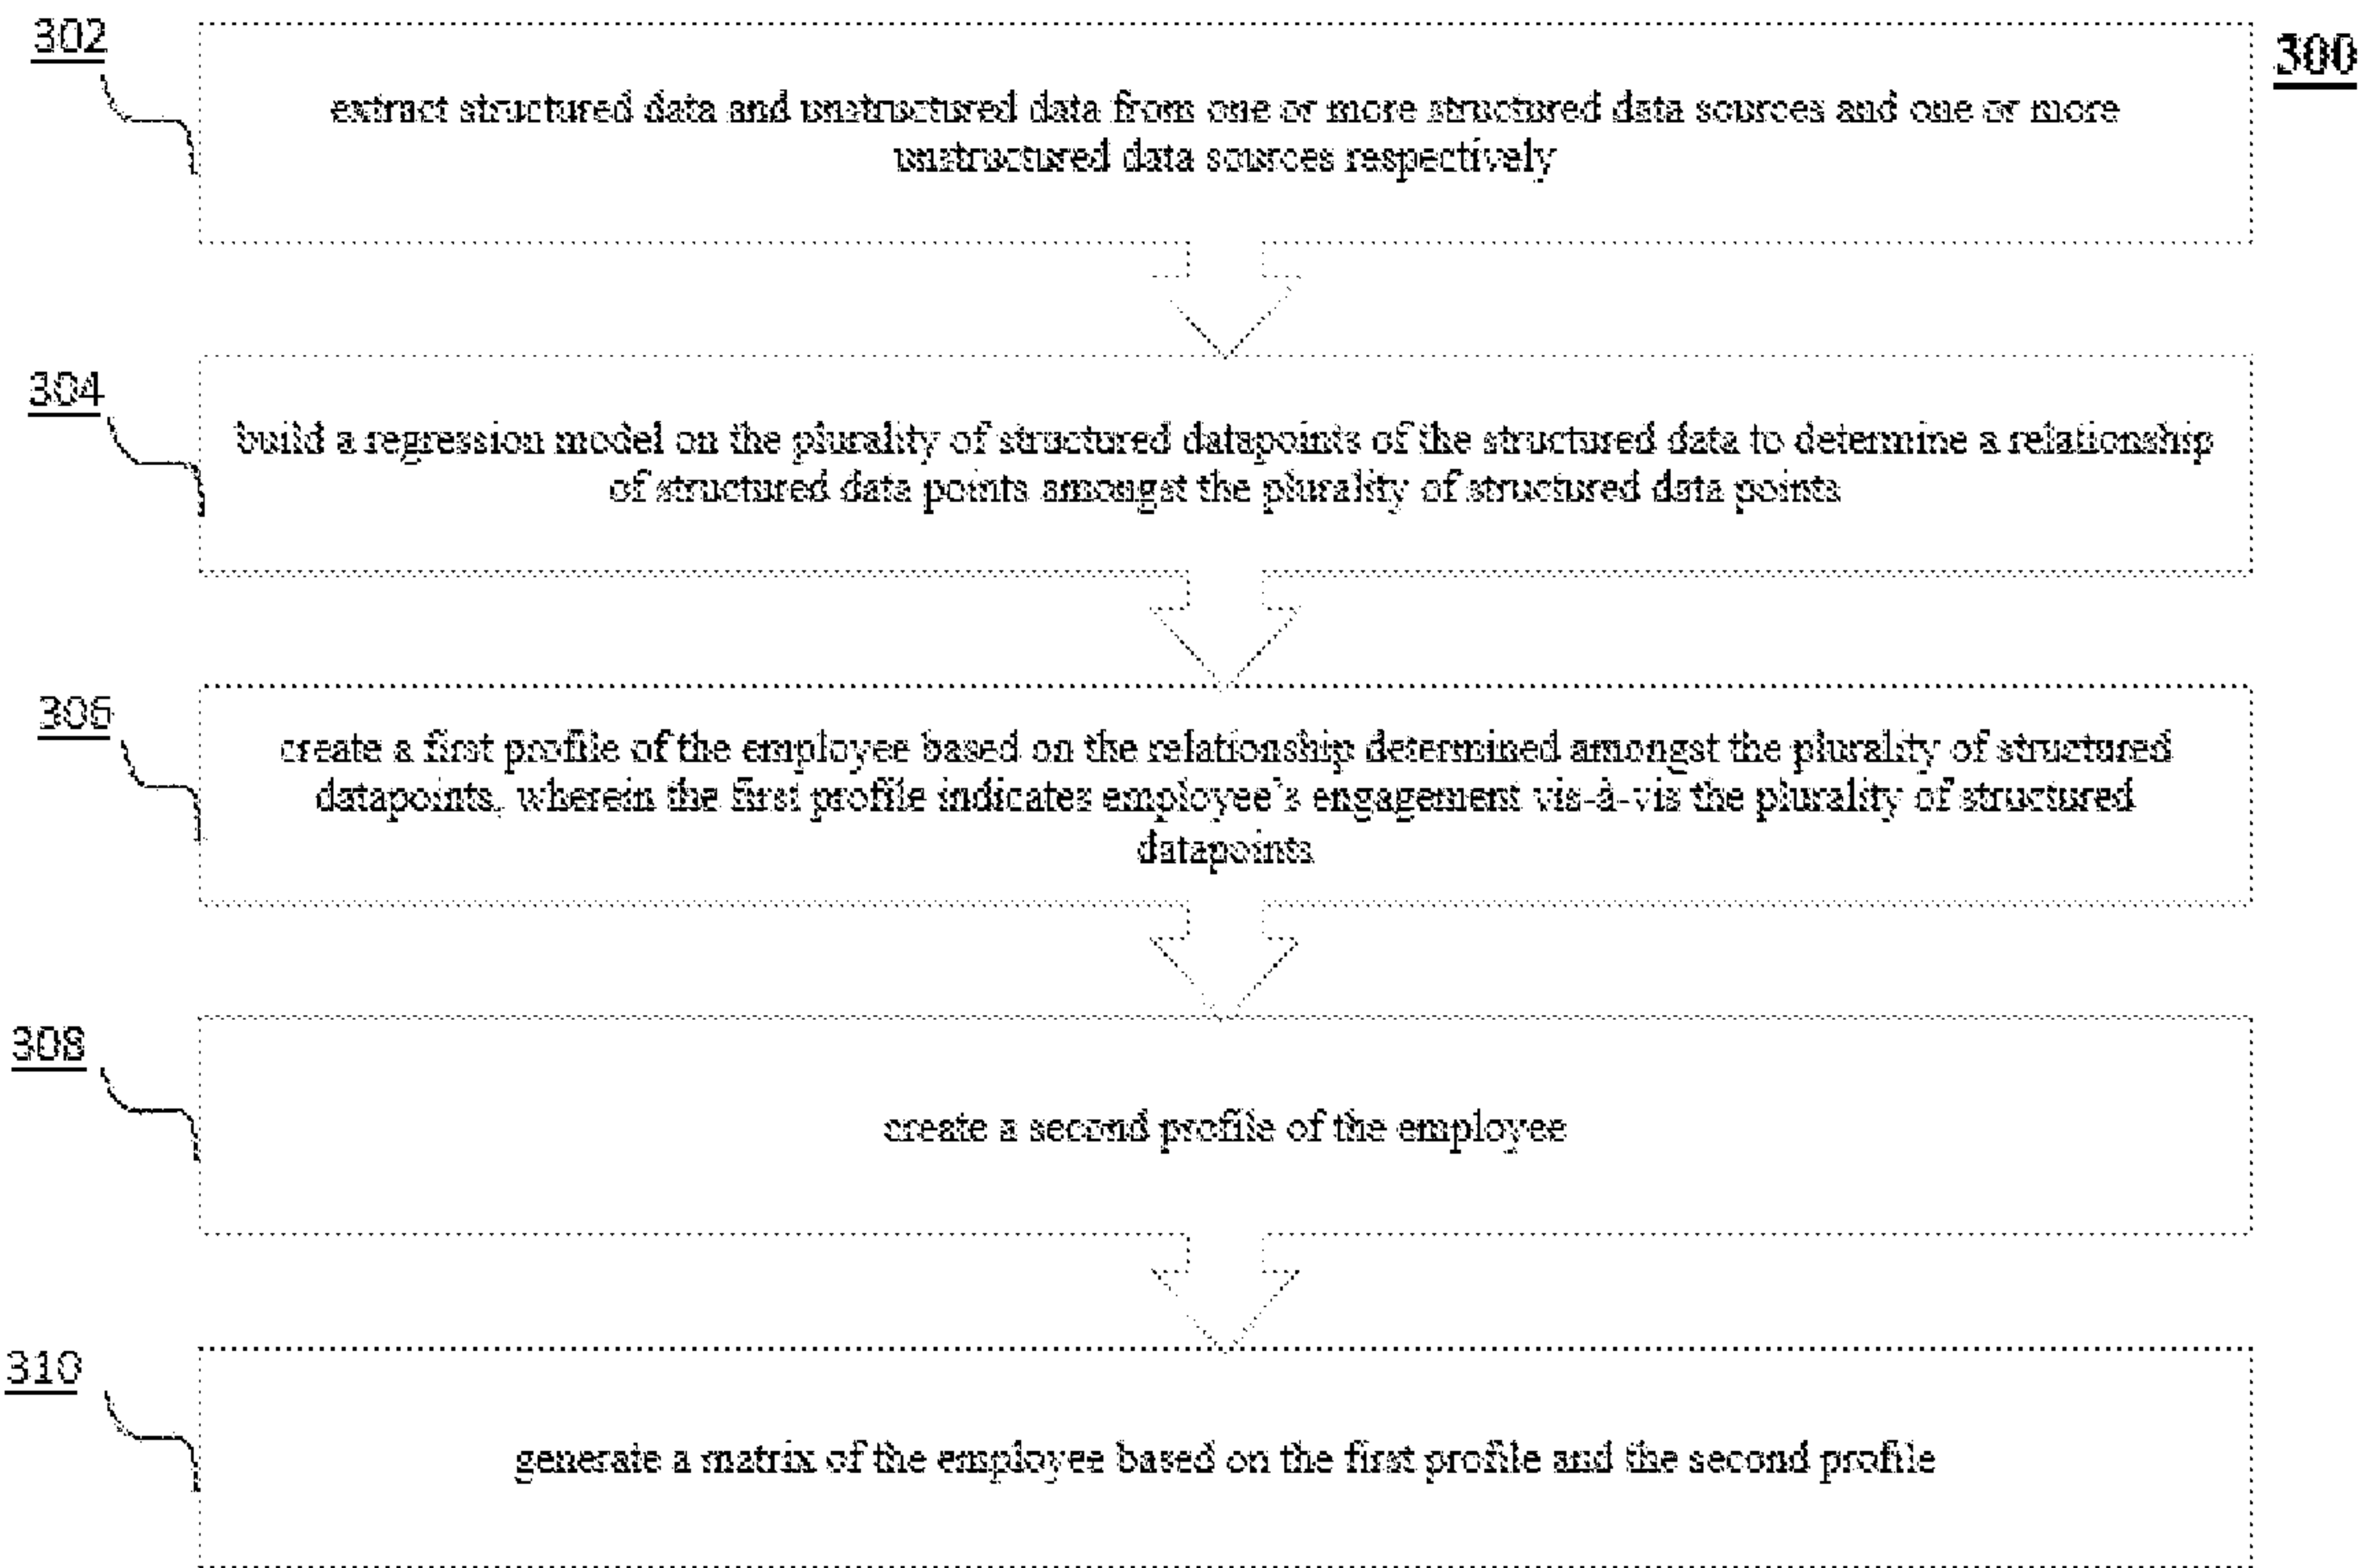 302
300
extract structured data and unstructured data from one or more structured data sources and one or more
unstructured data sources respectively
304
build a regression model on the plurality of structured datapoints of the structured data to determine a relationship
of structured data points amongst the plurality of structured data points
306
create a first profile of the employee based on the relationship determined amongst the plurality of structured
datapoints, wherein the first profile indicates employee's engagement vis-à-vis the plurality of structured
datapoints
308
create a second profile of the employee
310
generate a matrix of the employee based on the first profile and the second profile